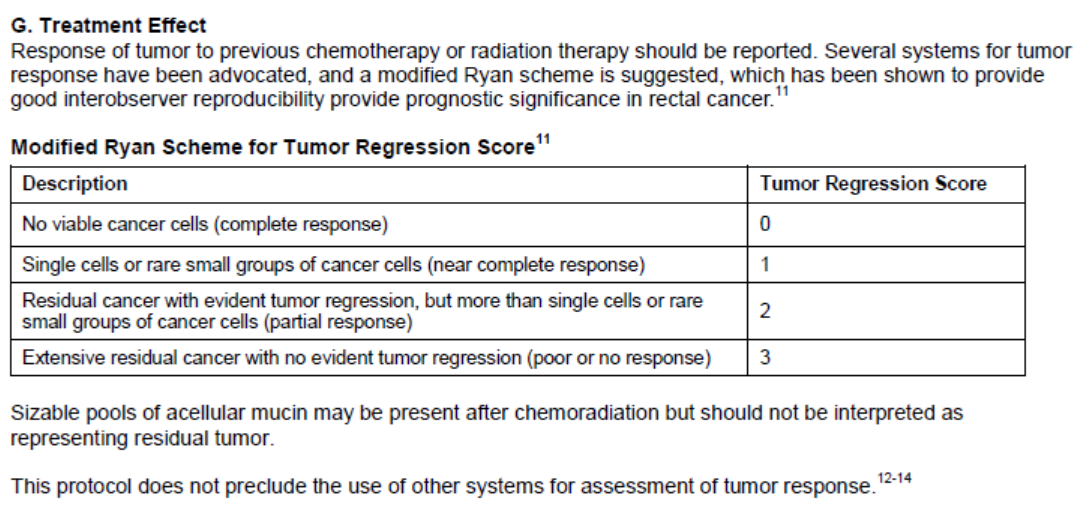 G. Treatment Effect
Response of tumor to previous chemotherapy or radiation therapy should be reported. Several systems for tumor
response have been advocated, and a modified Ryan scheme is suggested, which has been shown to provide
good interobserver reproducibility provide prognostic significance in rectal cancer.11
Modified Ryan Scheme for Tumor Regression Score11
Description Tumor Regression Score
No viable cancer cells (complete response) 0
Single cells or rare small groups of cancer cells (near complete response) 1
Residual cancer with evident tumor regression, but more than single cells or rare
small groups of cancer cells (partial response) 2
Extensive residual cancer with no evident tumor regression (poor or no response) 3
Sizable pools of acellular mucin may be present after chemoradiation but should not be interpreted as
representing residual tumor.
This protocol does not preclude the use of other systems for assessment of tumor response.12-14